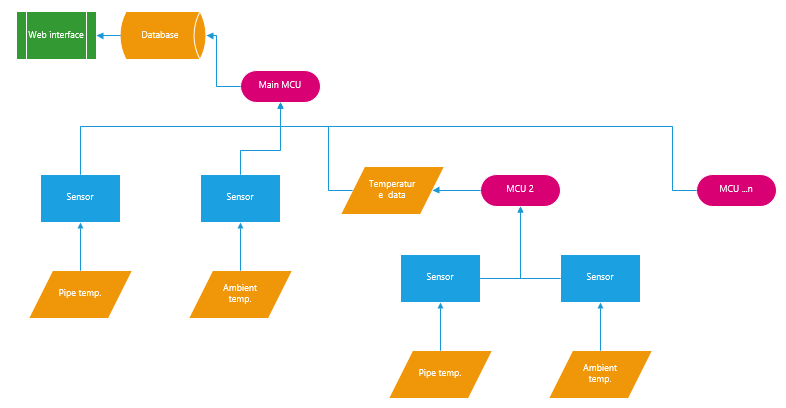 Web interface
Database
Main MCU
Sensor
Sensor
Temperatur
e data
MCU 2
MCU ...n
Pipe temp.
Ambient
temp.
Sensor
Sensor
Pipe temp.
Ambient
temp.